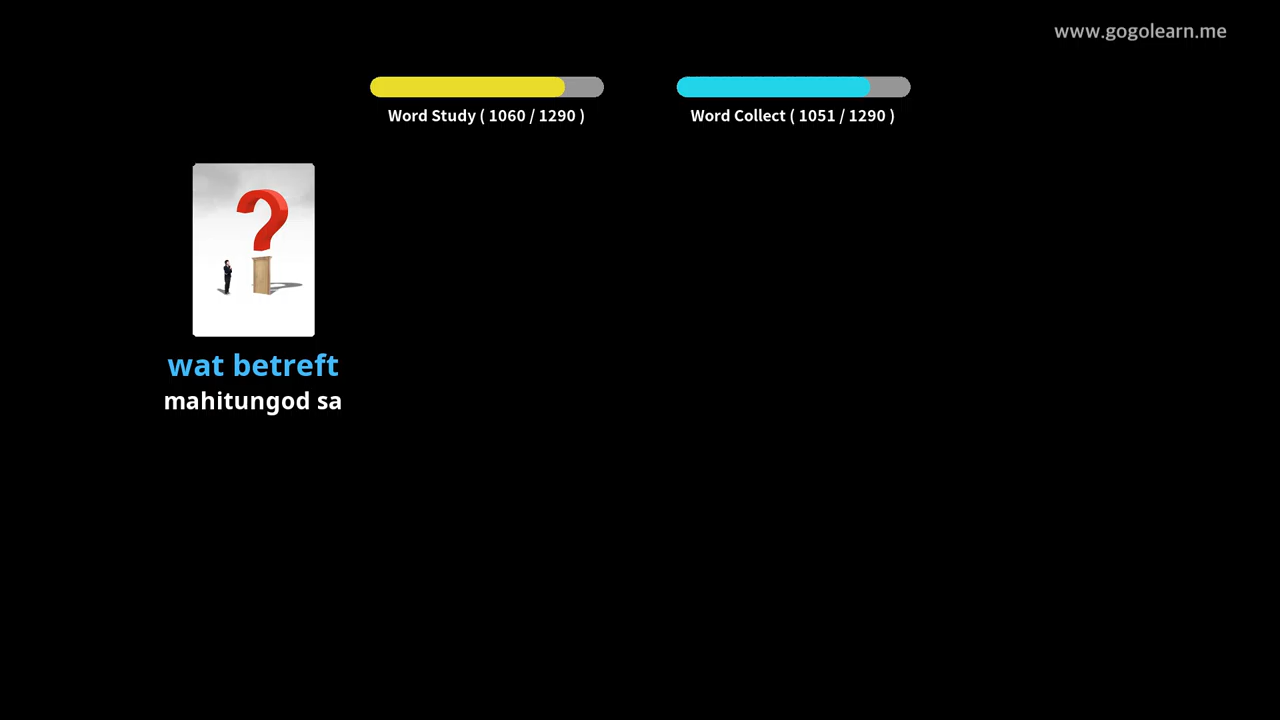 www.gogolearn.me
Word Study ( 1060 / 1290 )
Word Collect ( 1051 / 1290 )
wat betreft
mahitungod sa